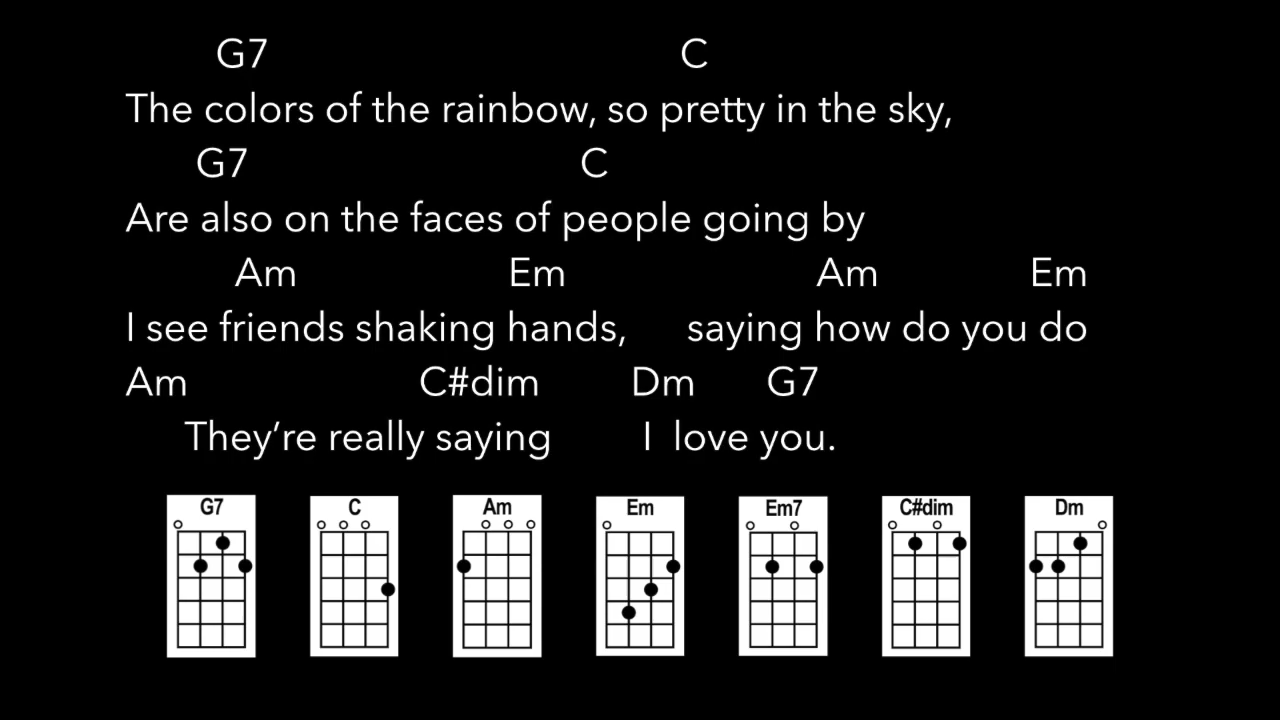 G7 C
The colors of the rainbow, so pretty in the sky,
G7 C
Are also on the faces of people going by
Am Em Am Em
I see friends shaking hands, saying how do you do
Am C#dim Dm G7
They’re really saying I love you.
G7 C Am Em Em7 C#dim Dm